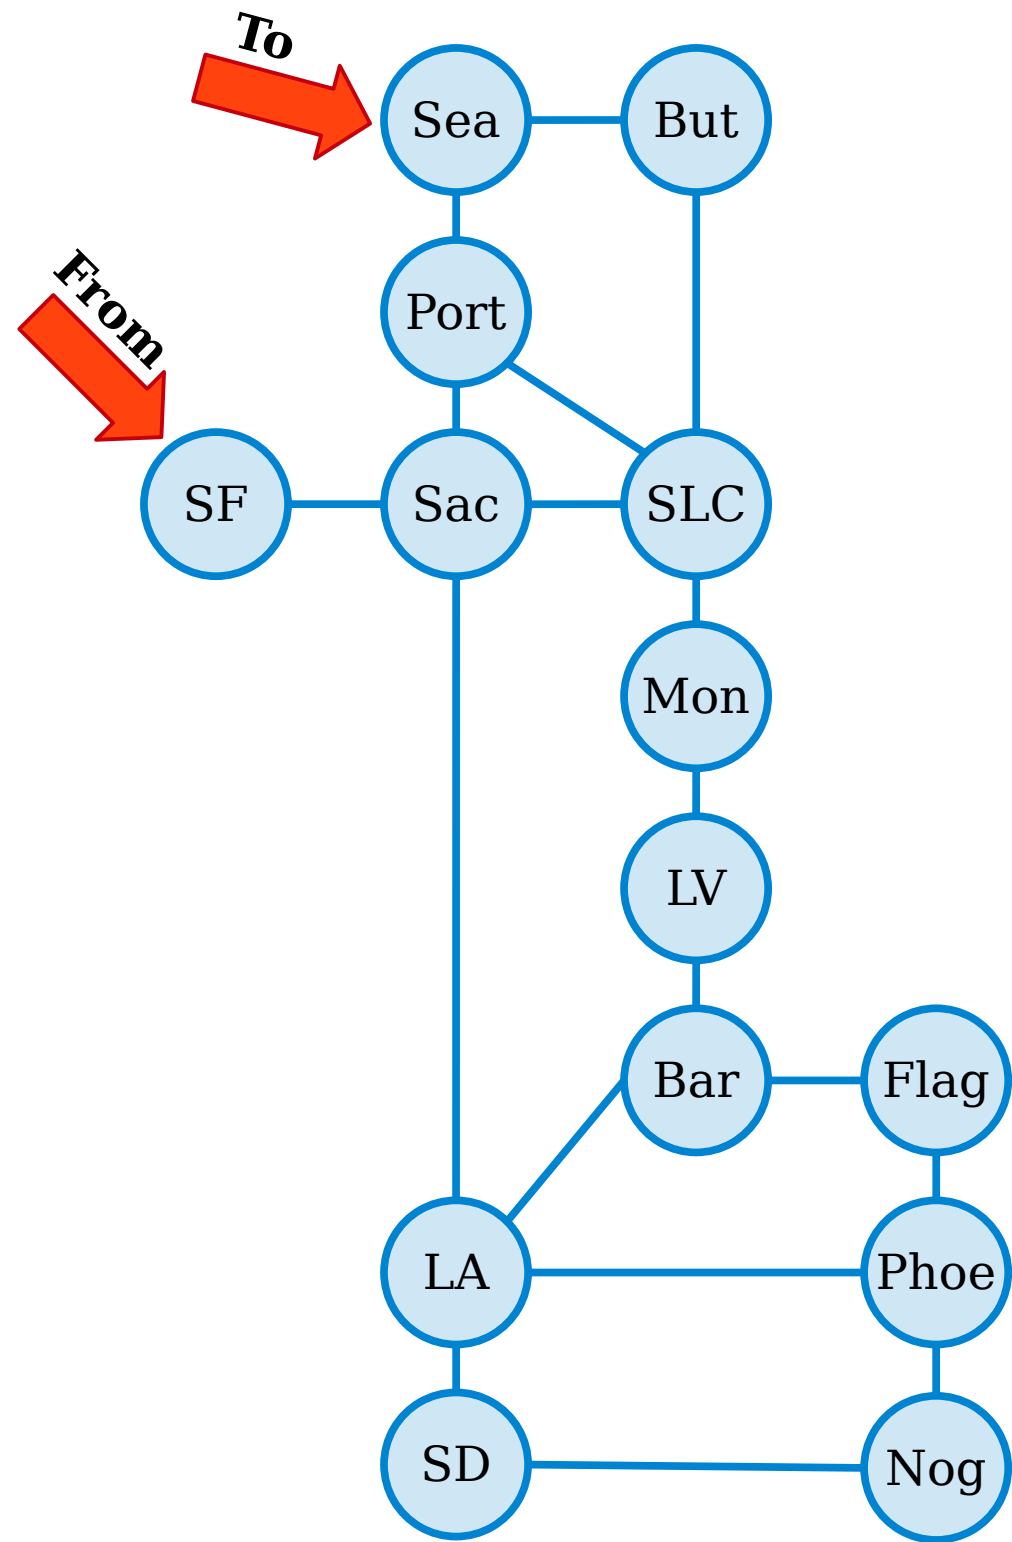 To
Sea
But
From
Port
SF
Sac
SLC
Mon
LV
Bar
Flag
LA
Phoe
SD
Nog